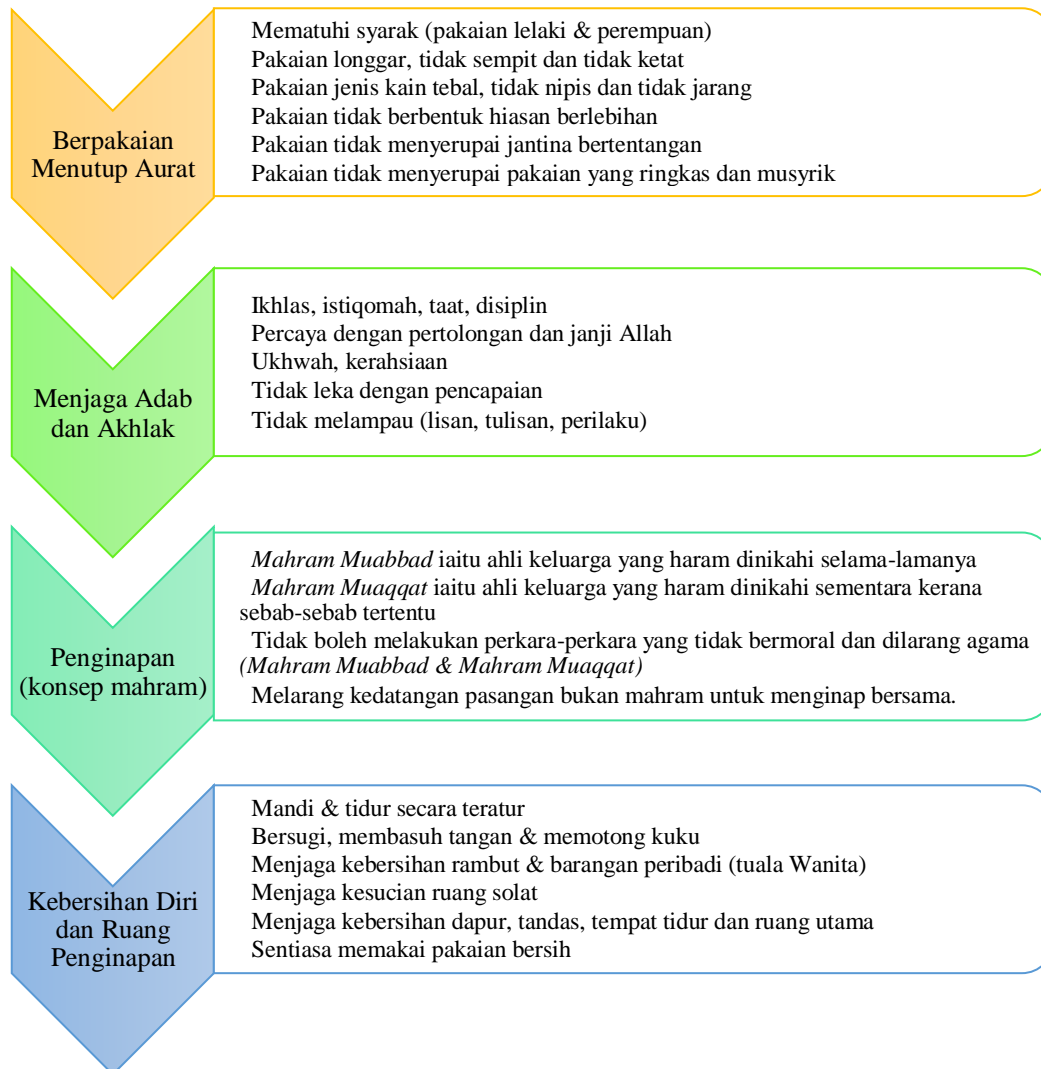 Berpakaian
Menutup Aurat
Mematuhi syarak (pakaian lelaki & perempuan)
Pakaian longgar, tidak sempit dan tidak ketat
Pakaian jenis kain tebal, tidak nipis dan tidak jarang
Pakaian tidak berbentuk hiasan berlebihan
Pakaian tidak menyerupai jantina bertentangan
Pakaian tidak menyerupai pakaian yang ringkas dan musyrik
Menjaga Adab
dan Akhlak
Ikhlas, istiqomah, taat, disiplin
Percaya dengan pertolongan dan janji Allah
Ukhwah, kerahsiaan
Tidak leka dengan pencapaian
Tidak melampau (lisan, tulisan, perilaku)
Penginapan
(konsep mahram)
Mahram Muabbad iaitu ahli keluarga yang haram dinikahi selama-lamanya
Mahram Muaqqat iaitu ahli keluarga yang haram dinikahi sementara kerana
sebab-sebab tertentu
Tidak boleh melakukan perkara-perkara yang tidak bermoral dan dilarang agama
(Mahram Muabbad & Mahram Muaqqat)
Melarang kedatangan pasangan bukan mahram untuk menginap bersama.
Kebersihan Diri
dan Ruang
Penginapan
Mandi & tidur secara teratur
Bersugi, membasuh tangan & memotong kuku
Menjaga kebersihan rambut & barangan peribadi (tuala Wanita)
Menjaga kesucian ruang solat
Menjaga kebersihan dapur, tandas, tempat tidur dan ruang utama
Sentiasa memakai pakaian bersih